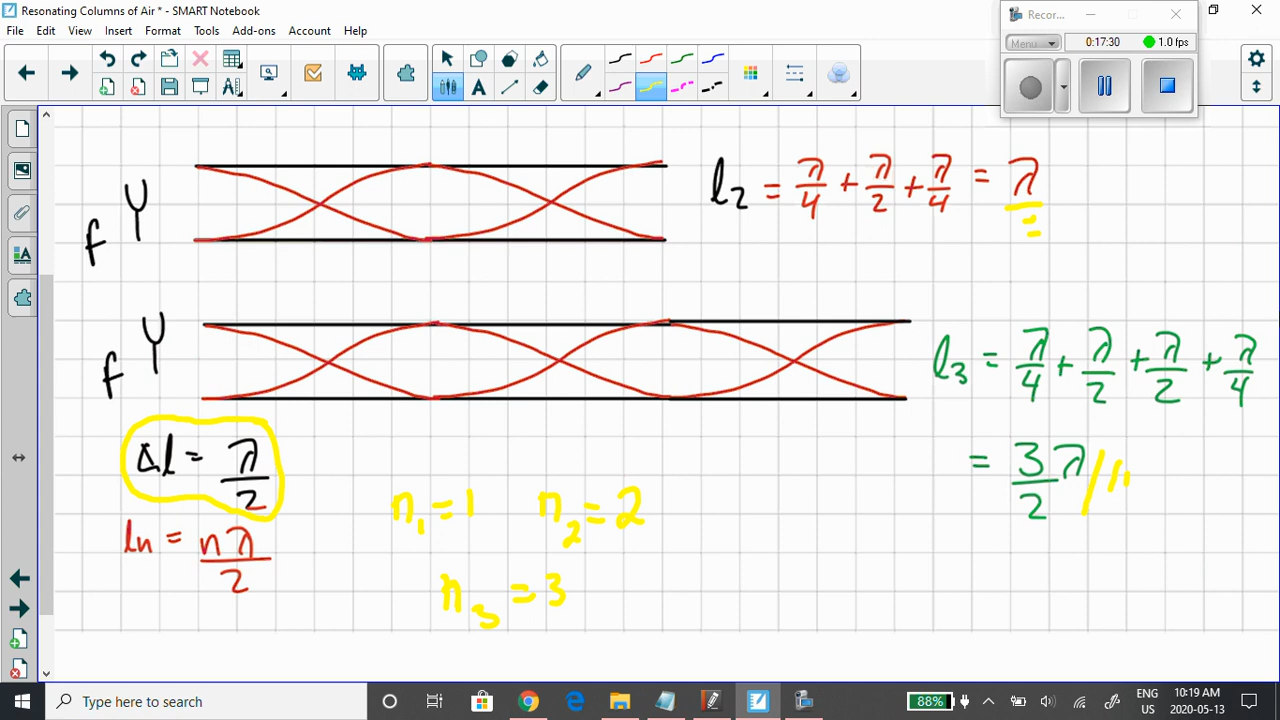 Resonating Columns of Air * - SMART Notebook
File Edit View Insert Format Tools Add-ons Account Help
Recor...
Menu 0:17:30 1.0 fps
f
l2 = λ/4 + λ/2 + λ/4 = λ
f
l3 = λ/4 + λ/2 + λ/2 + λ/4
= 3/2 λ
Δl = λ/2
ln = nλ/2
n1 = 1 n2 = 2
n3 = 3
Type here to search
88%
ENG 10:19 AM
US 2020-05-13